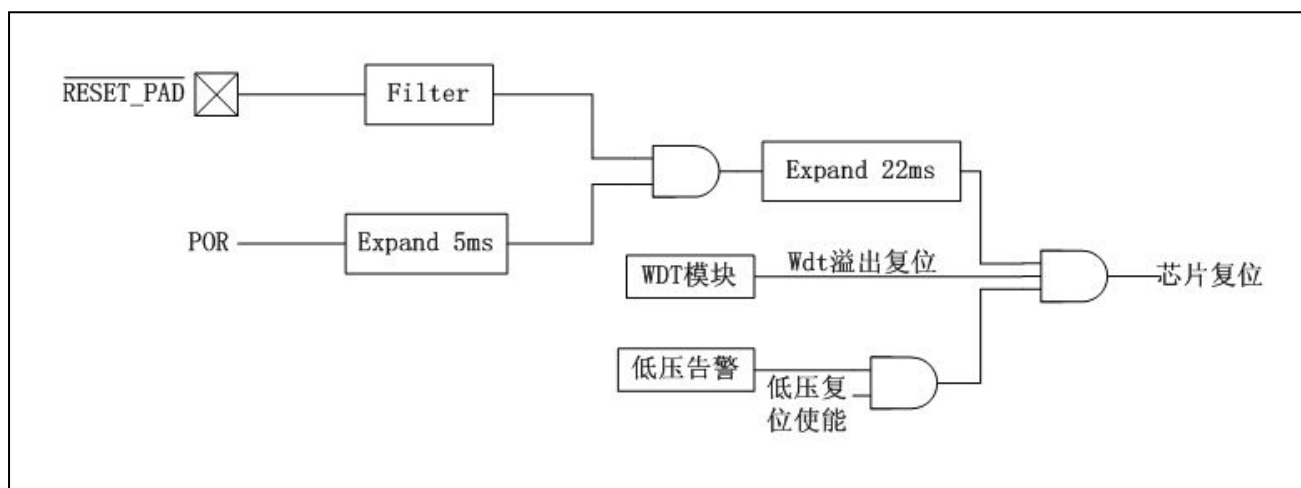 RESET_PAD
Filter
Expand 22ms
POR
Expand 5ms
WDT模块
Wdt溢出复位
芯片复位
低压告警
低压复
位使能